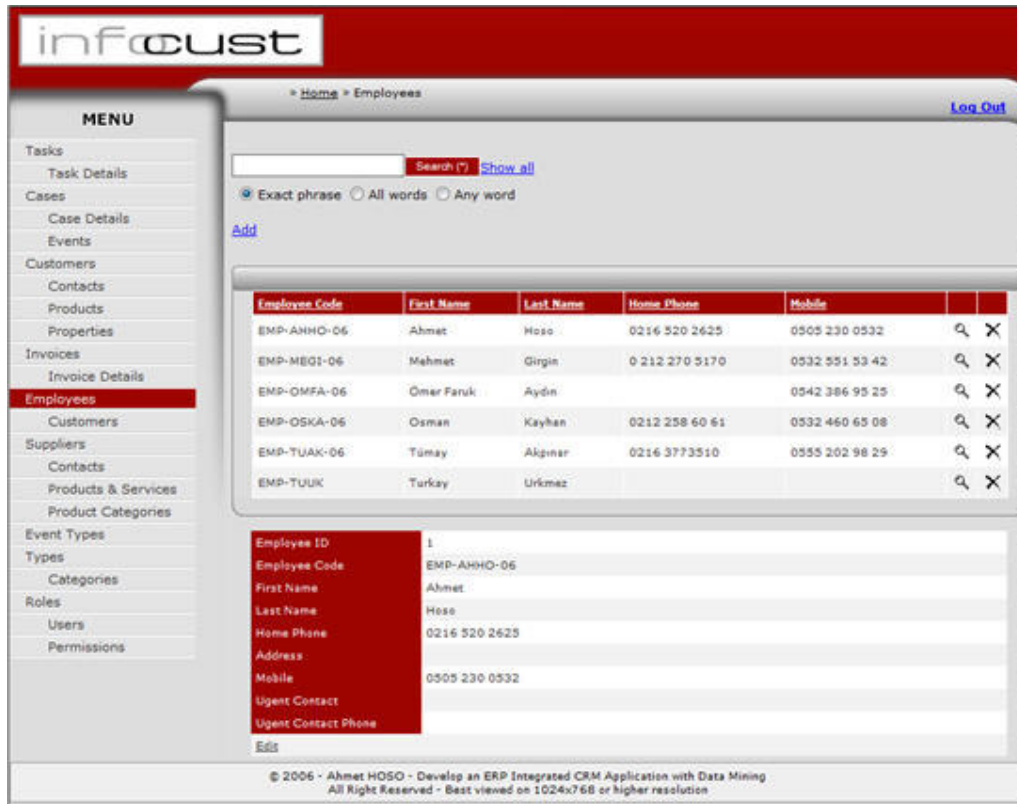 infocust
» Home » Employees
Log Out
MENU
Tasks
Task Details
Cases
Case Details
Events
Customers
Contacts
Products
Properties
Invoices
Invoice Details
Employees
Customers
Suppliers
Contacts
Products & Services
Product Categories
Event Types
Types
Categories
Roles
Users
Permissions
Search (*) Show all
Exact phrase All words Any word
Add
Employee Code First Name Last Name Home Phone Mobile
EMP-AHHO-06 Ahmet Hoso 0216 520 2625 0505 230 0532
EMP-MEGI-06 Mehmet Girgin 0 212 270 5170 0532 551 53 42
EMP-OMFA-06 Ömer Faruk Aydın 0542 386 95 25
EMP-OSKA-06 Osman Kayhan 0212 258 60 61 0532 460 65 08
EMP-TUAK-06 Tümay Akpınar 0216 3773510 0555 202 98 29
EMP-TUUK Turkay Urkmez
Employee ID 1
Employee Code EMP-AHHO-06
First Name Ahmet
Last Name Hoso
Home Phone 0216 520 2625
Address
Mobile 0505 230 0532
Ugent Contact
Ugent Contact Phone
Edit
© 2006 - Ahmet HOSO - Develop an ERP Integrated CRM Application with Data Mining
All Right Reserved - Best viewed on 1024x768 or higher resolution